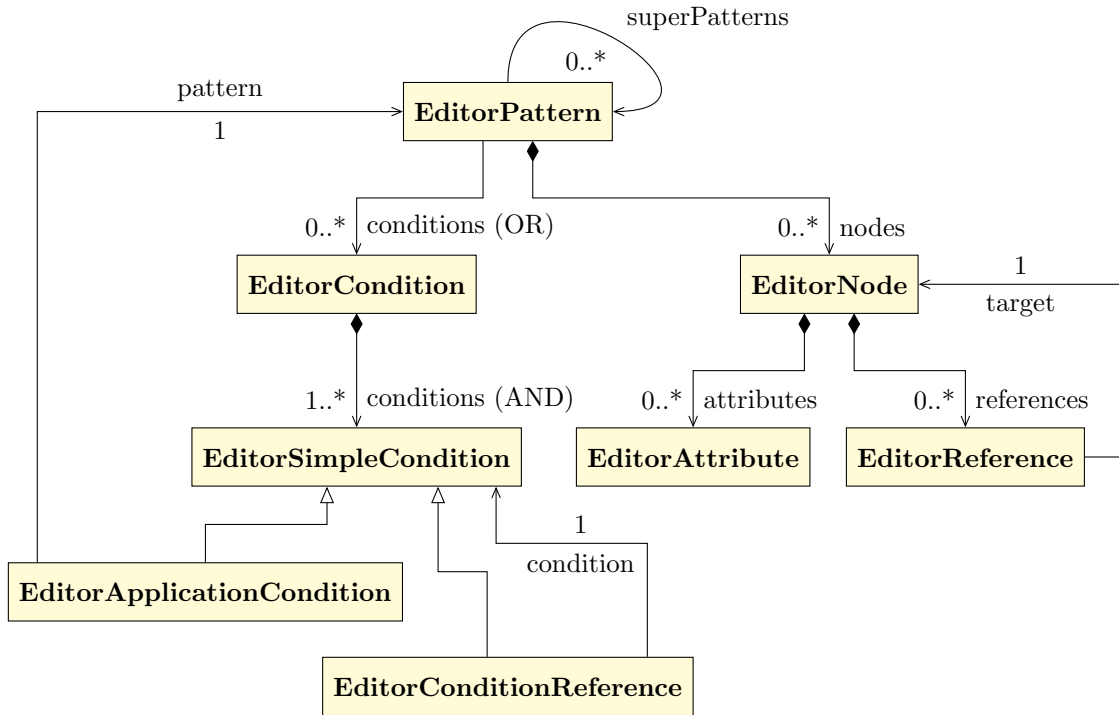 superPatterns
0..*
pattern
EditorPattern
1
0..* conditions (OR)
0..* nodes
EditorCondition
EditorNode
1
target
1..* conditions (AND)
0..* attributes
0..* references
EditorSimpleCondition
EditorAttribute
EditorReference
1
condition
EditorApplicationCondition
EditorConditionReference